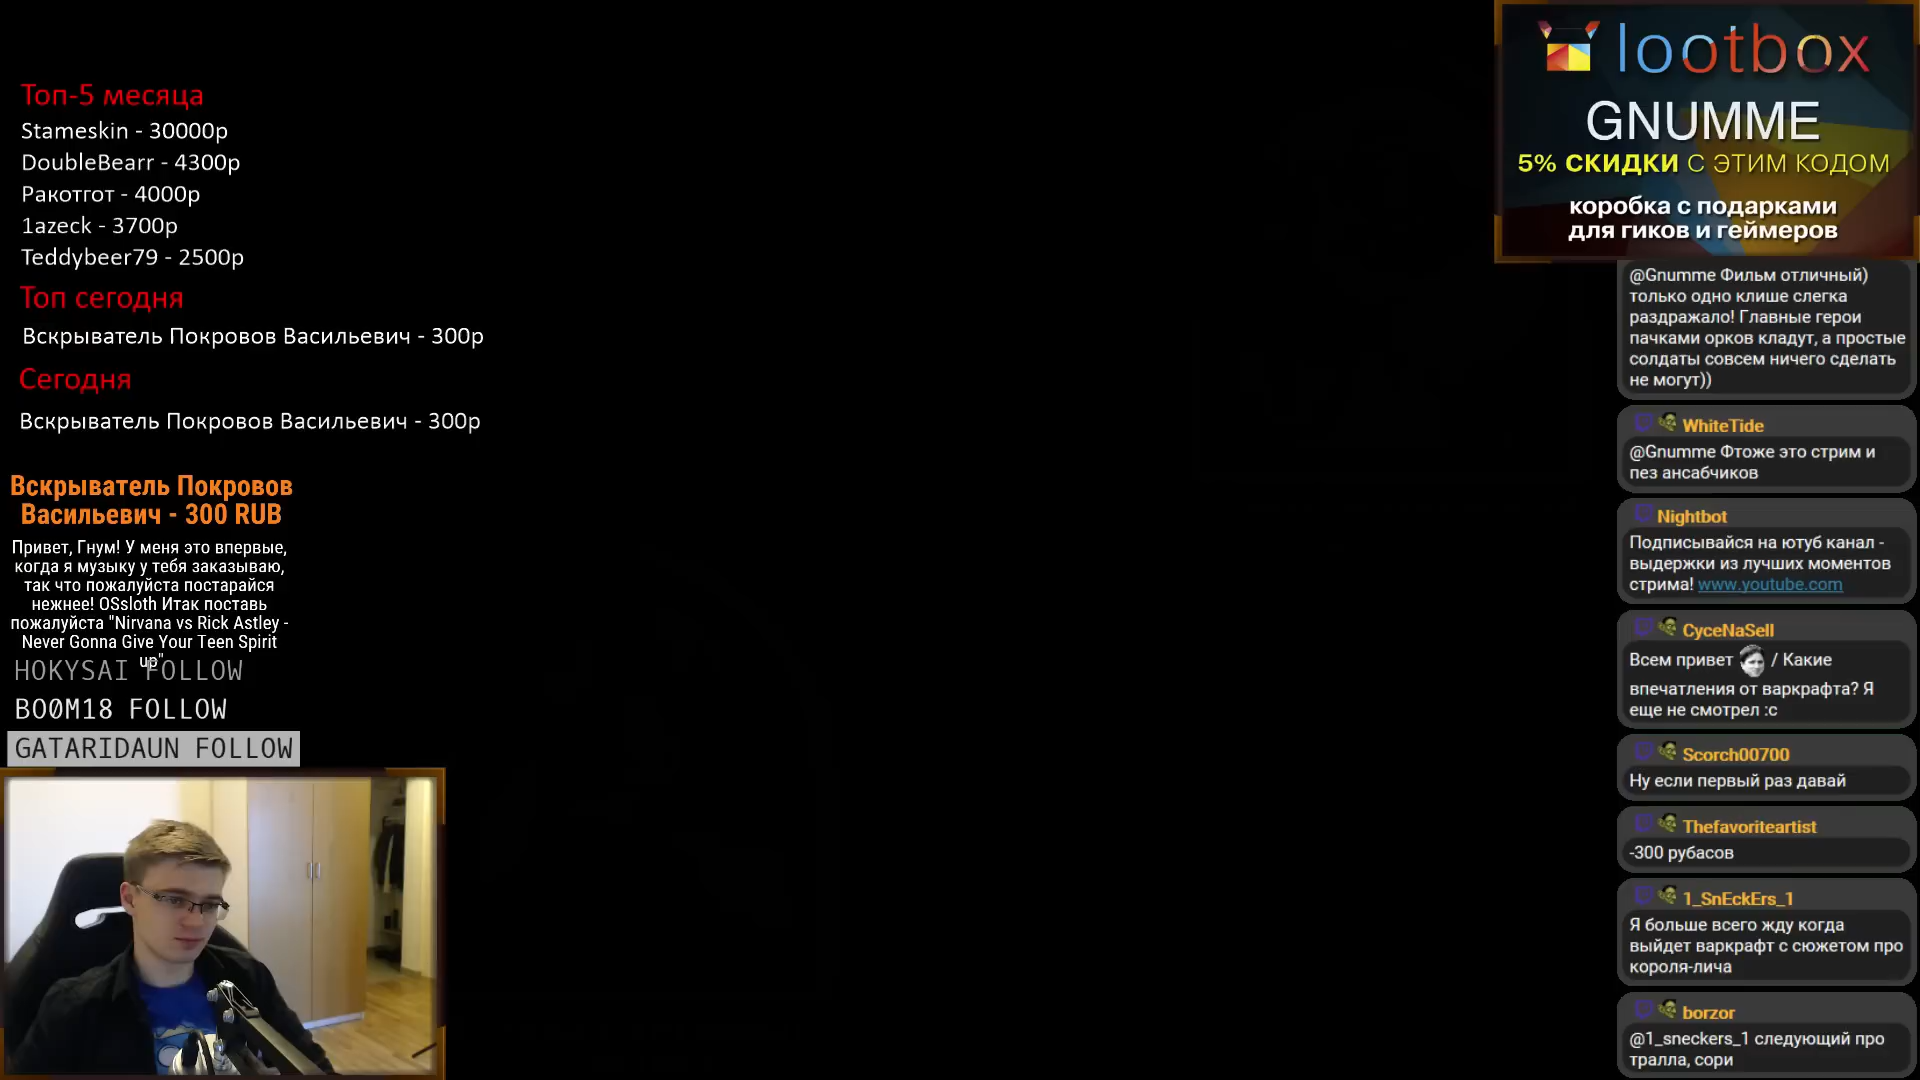 Топ-5 месяца
Stameskin - 30000р
DoubleBearr - 4300р
Ракотгот - 4000р
1azeck - 3700р
Teddybeer79 - 2500р
Топ сегодня
Вскрыватель Покровов Васильевич - 300р
Сегодня
Вскрыватель Покровов Васильевич - 300р
Вскрыватель Покровов
Васильевич - 300 RUB
Привет, Гнум! У меня это впервые,
когда я музыку у тебя заказываю,
так что пожалуйста постарайся
нежнее! OSsloth Итак поставь
пожалуйста "Nirvana vs Rick Astley -
Never Gonna Give Your Teen Spirit
up"
HOKYSAI FOLLOW
BO0M18 FOLLOW
GATARIDAUN FOLLOW
lootbox
GNUMME
5% СКИДКИ С ЭТИМ КОДОМ
коробка с подарками
для гиков и геймеров
@Gnumme Фильм отличный)
только одно клише слегка
раздражало! Главные герои
пачками орков кладут, а простые
солдаты совсем ничего сделать
не могут))
WhiteTide
@Gnumme Фтоже это стрим и
пез ансабчиков
Nightbot
Подписывайся на ютуб канал -
выдержки из лучших моментов
стрима! www.youtube.com
CyceNaSell
Всем привет / Какие
впечатления от варкрафта? Я
еще не смотрел :с
Scorch00700
Ну если первый раз давай
Thefavoriteartist
-300 рубасов
1_SnEckErs_1
Я больше всего жду когда
выйдет варкрафт с сюжетом про
короля-лича
borzor
@1_sneckers_1 следующий про
тралла, сори